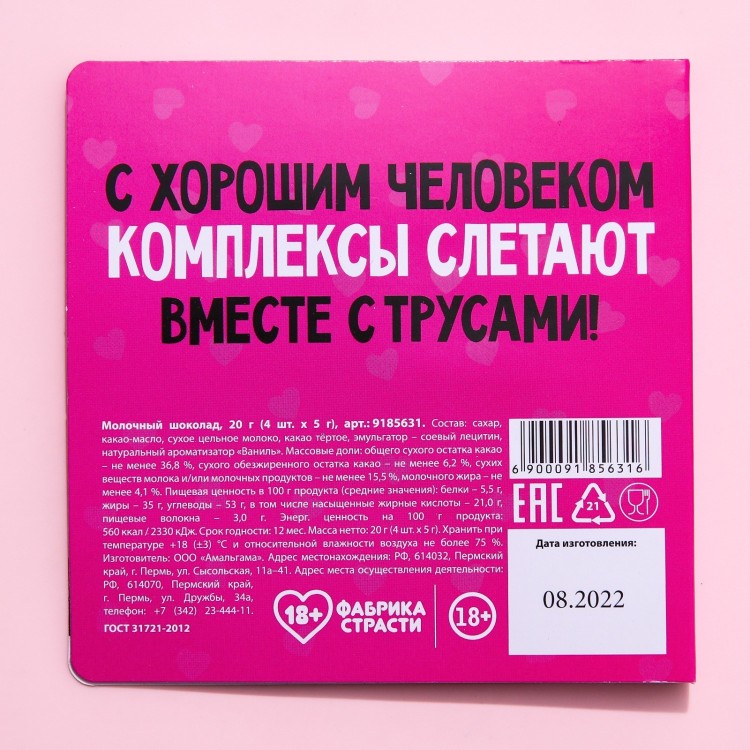 С ХОРОШИМ ЧЕЛОВЕКОМ
КОМПЛЕКСЫ СЛЕТАЮТ
ВМЕСТЕ С ТРУСАМИ!
Молочный шоколад, 20 г (4 шт. х 5 г), арт.: 9185631. Состав: сахар,
какао-масло, сухое цельное молоко, какао тёртое, эмульгатор – соевый лецитин,
натуральный ароматизатор «Ваниль». Массовые доли: общего сухого остатка какао
– не менее 36,8 %, сухого обезжиренного остатка какао – не менее 6,2 %, сухих
веществ молока и/или молочных продуктов – не менее 15,5 %, молочного жира – не
менее 4,1 %. Пищевая ценность в 100 г продукта (средние значения): белки – 5,5 г,
жиры – 35 г, углеводы – 53 г, в том числе насыщенные жирные кислоты – 21,0 г,
пищевые волокна – 3,0 г. Энерг. ценность на 100 г продукта:
560 ккал / 2330 кДж. Срок годности: 12 мес. Масса нетто: 20 г (4 шт. х 5 г). Хранить при
температуре +18 (±3) °С и относительной влажности воздуха не более 75 %.
Изготовитель: ООО «Амальгама». Адрес местонахождения: РФ, 614032, Пермский
край, г. Пермь, ул. Сысольская, 11а–41. Адрес места осуществления деятельности:
РФ, 614070, Пермский край,
г. Пермь, ул. Дружбы, 34а,
телефон: +7 (342) 23-444-11.
ГОСТ 31721-2012
18+ ФАБРИКА
СТРАСТИ
18+
6 900091 856316
EAC
21
Дата изготовления:
08.2022